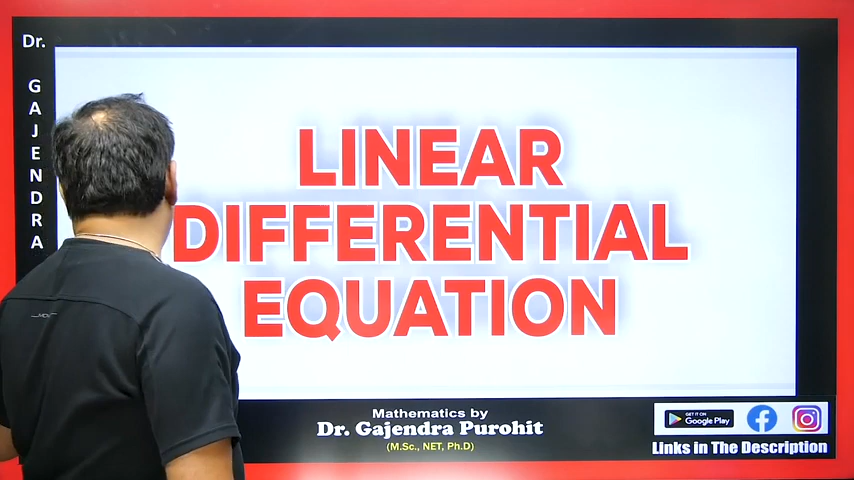 Dr.
GAJENDRA
LINEAR
DIFFERENTIAL
EQUATION
Mathematics by
Dr. Gajendra Purohit
(M.Sc., NET, Ph.D)
GET IT ON
Google Play
Links in The Description